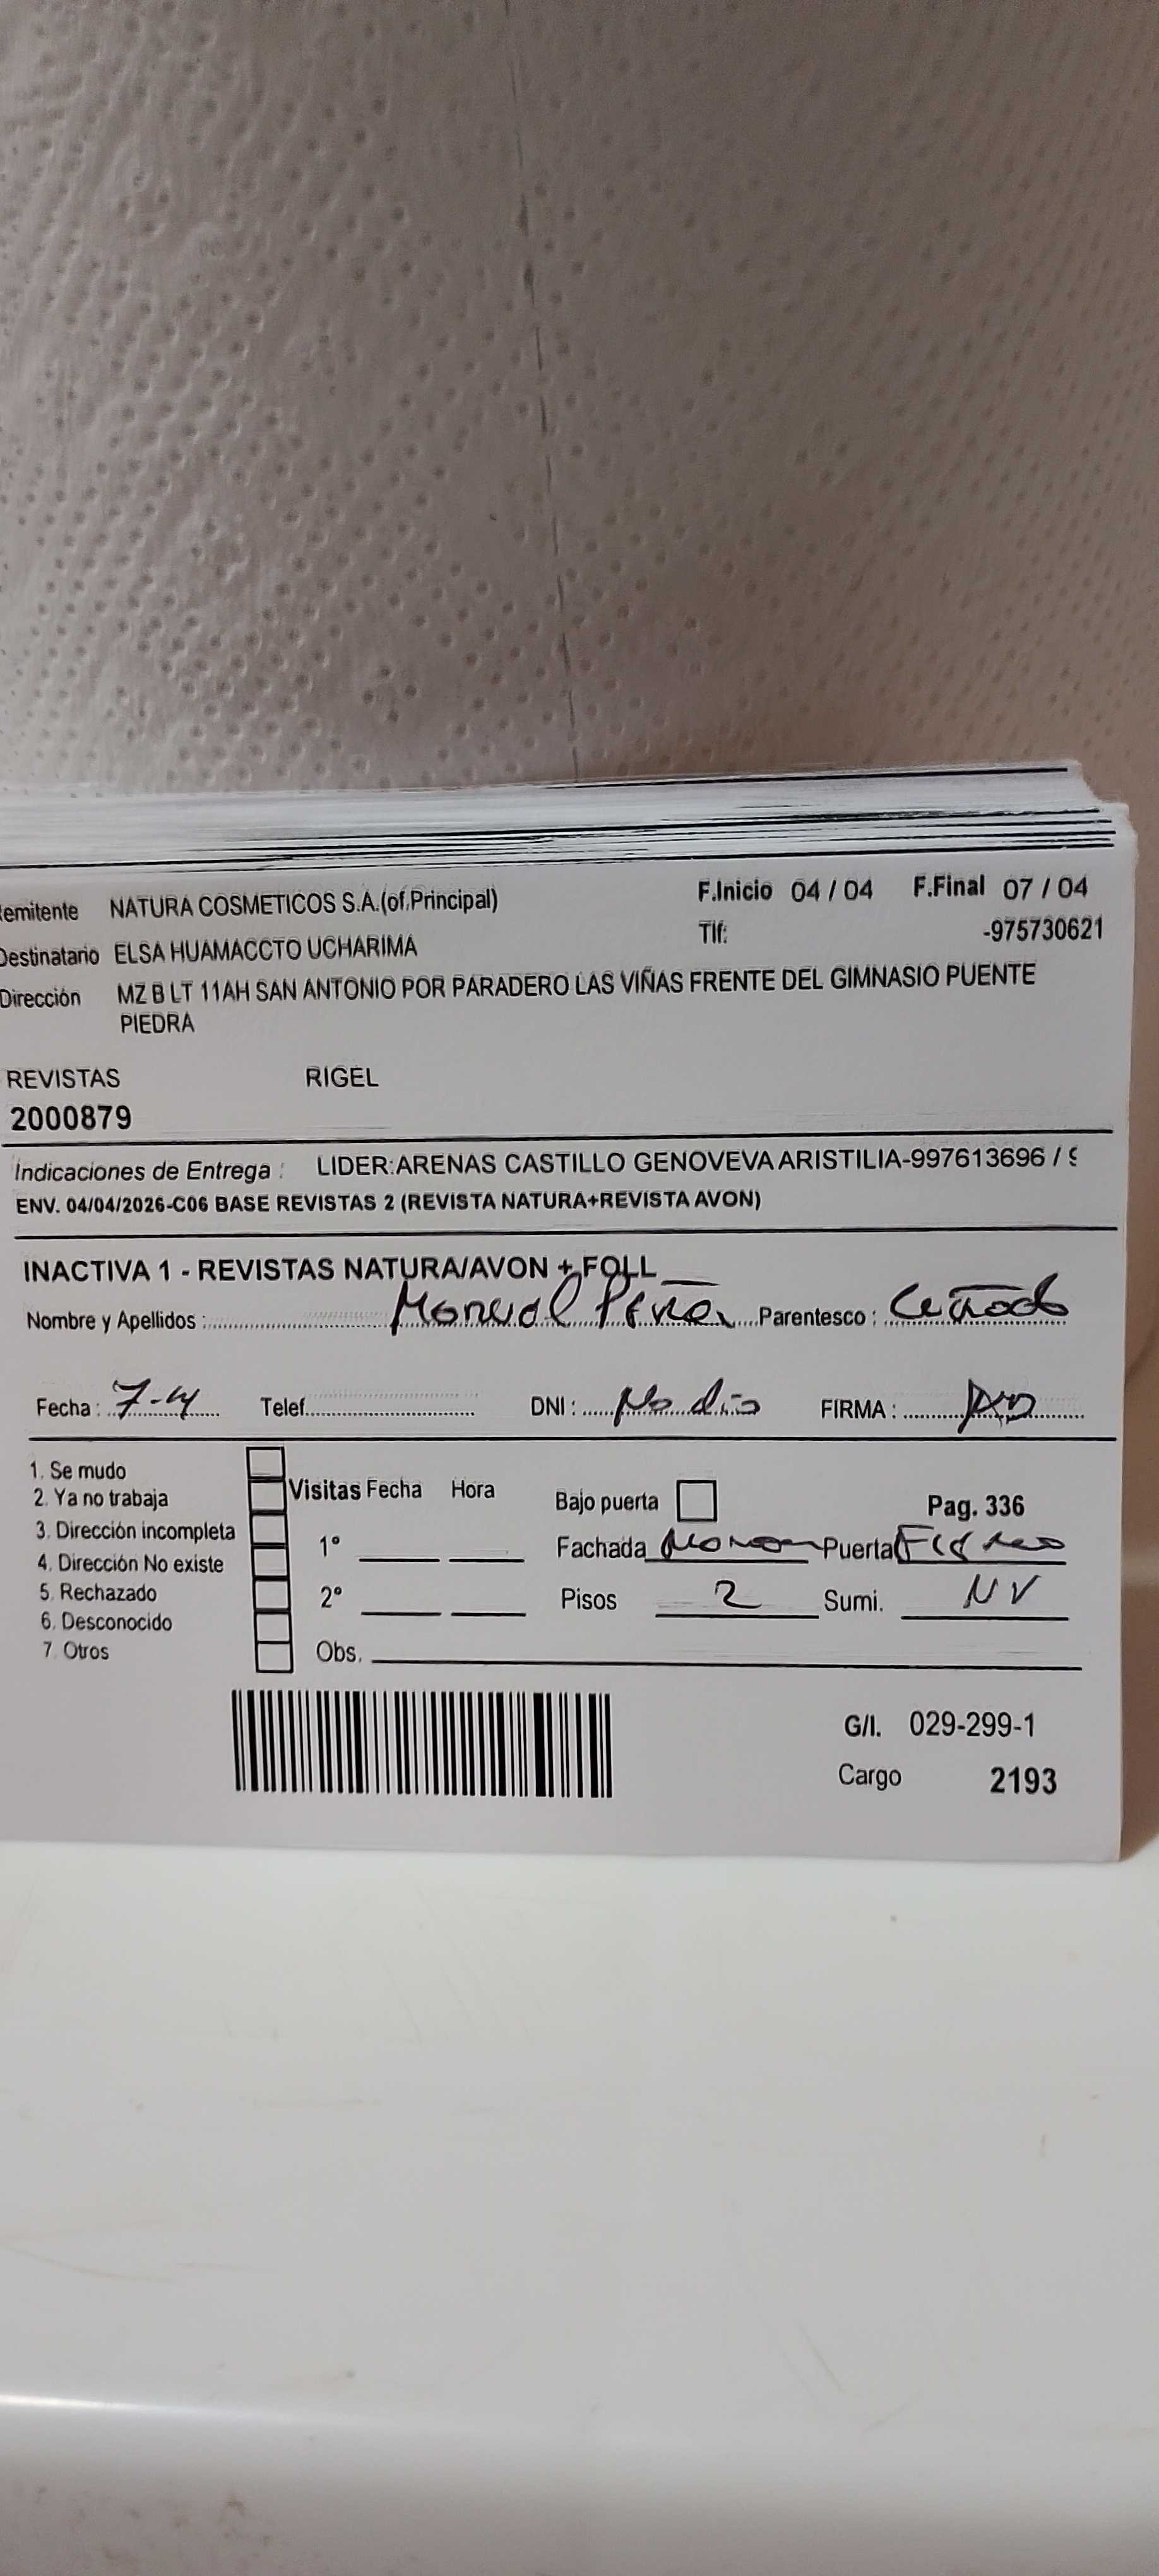 emitente NATURA COSMETICOS S.A.(of.Principal) F.Inicio 04 / 04 F.Final 07 / 04
Destinatario ELSA HUAMACCTO UCHARIMA Tlf: -975730621
Dirección MZ B LT 11AH SAN ANTONIO POR PARADERO LAS VIÑAS FRENTE DEL GIMNASIO PUENTE
PIEDRA
REVISTAS RIGEL
2000879
Indicaciones de Entrega : LIDER:ARENAS CASTILLO GENOVEVA ARISTILIA-997613696 / 9
ENV. 04/04/2026-C06 BASE REVISTAS 2 (REVISTA NATURA+REVISTA AVON)
INACTIVA 1 - REVISTAS NATURA/AVON + FOLL
Nombre y Apellidos : Manuel Peña Parentesco : Cuñado
Fecha : 7-4 Telef. DNI : No dio FIRMA :
1. Se mudo
2. Ya no trabaja Visitas Fecha Hora Bajo puerta Pag. 336
3. Dirección incompleta 1° Fachada Puerta
4. Dirección No existe
5. Rechazado 2° Pisos 2 Sumi. NV
6. Desconocido
7. Otros Obs.
G/I. 029-299-1
Cargo 2193